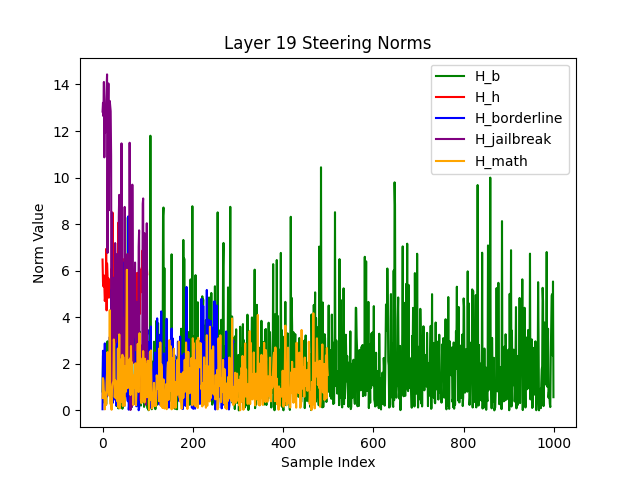 Layer 19 Steering Norms
H_b
H_h
H_borderline
H_jailbreak
H_math
Norm Value
14
12
10
8
6
4
2
0
0 200 400 600 800 1000
Sample Index